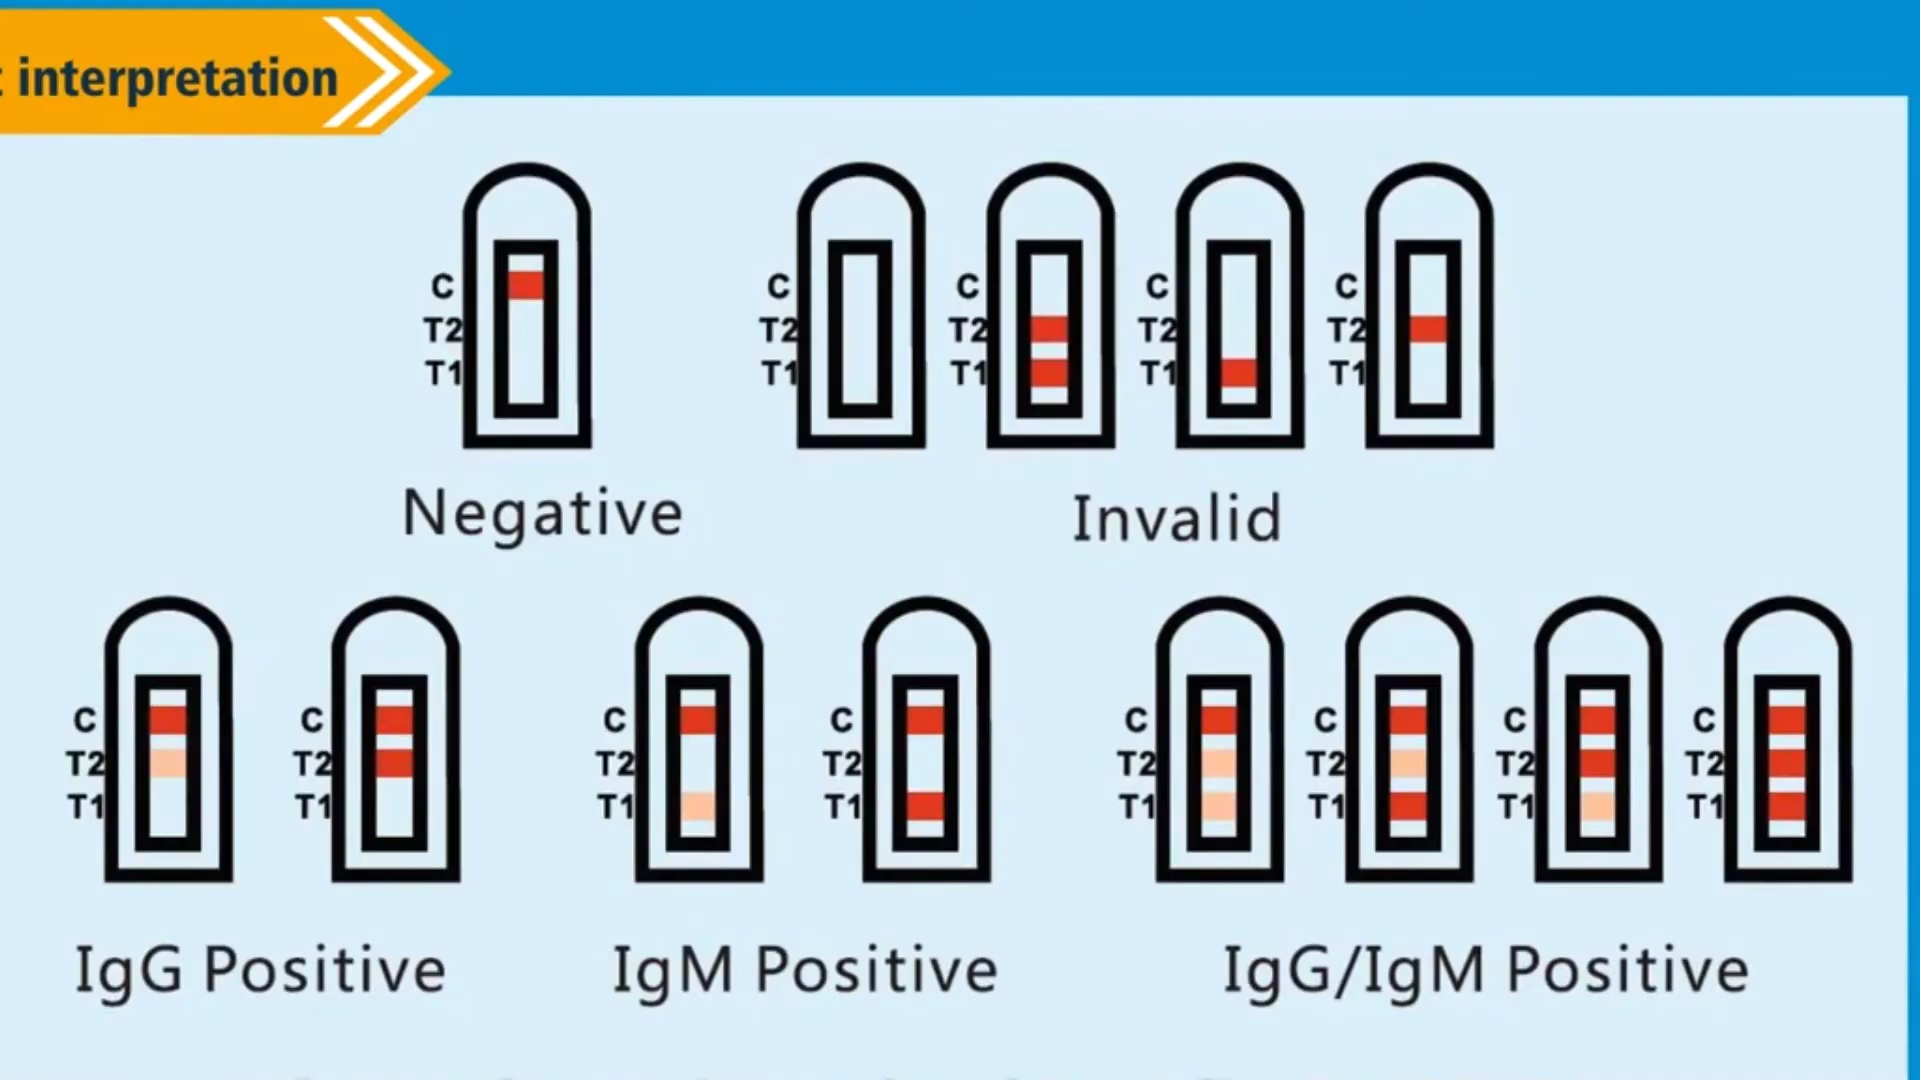 interpretation
C C C C C
T2 T2 T2 T2 T2
T1 T1 T1 T1 T1
Negative Invalid
C C C C C C C C
T2 T2 T2 T2 T2 T2 T2 T2
T1 T1 T1 T1 T1 T1 T1 T1
IgG Positive IgM Positive IgG/IgM Positive